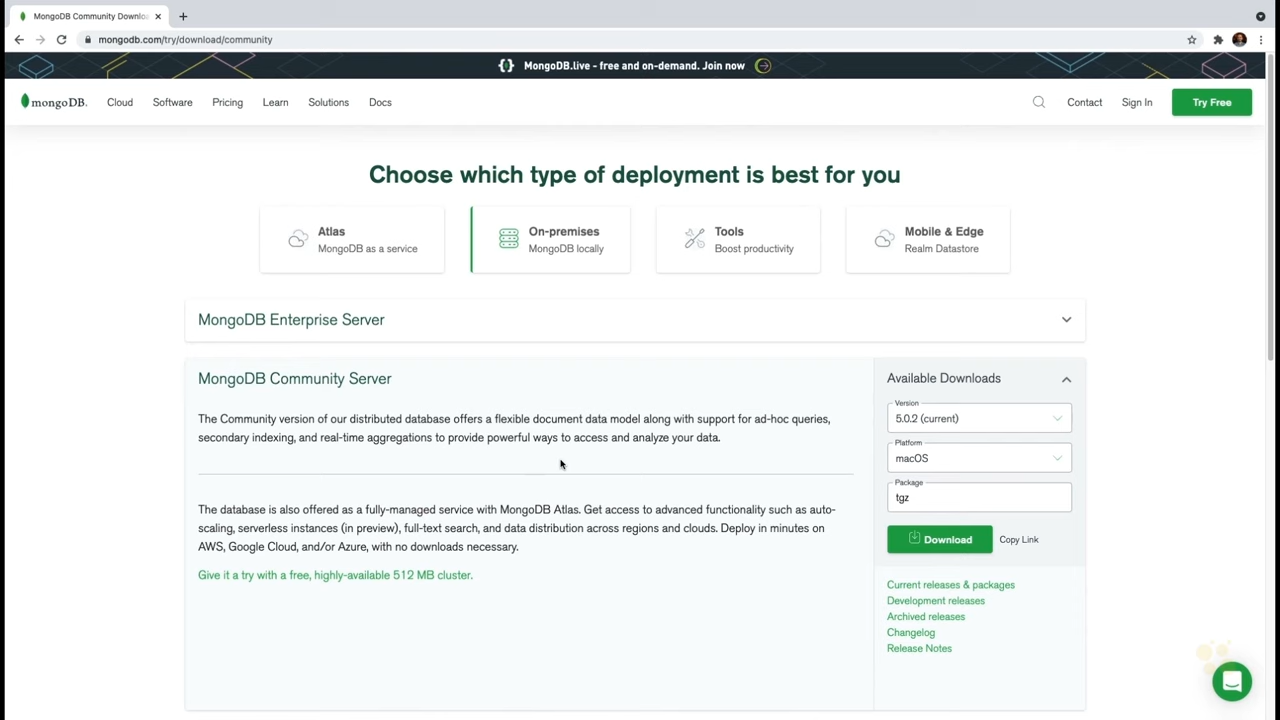 MongoDB Community Downloa
mongodb.com/try/download/community
MongoDB.live - free and on-demand. Join now
mongoDB.
Cloud
Software
Pricing
Learn
Solutions
Docs
Contact
Sign In
Try Free
Choose which type of deployment is best for you
Atlas
MongoDB as a service
On-premises
MongoDB locally
Tools
Boost productivity
Mobile & Edge
Realm Datastore
MongoDB Enterprise Server
MongoDB Community Server
The Community version of our distributed database offers a flexible document data model along with support for ad-hoc queries,
secondary indexing, and real-time aggregations to provide powerful ways to access and analyze your data.
The database is also offered as a fully-managed service with MongoDB Atlas. Get access to advanced functionality such as auto-
scaling, serverless instances (in preview), full-text search, and data distribution across regions and clouds. Deploy in minutes on
AWS, Google Cloud, and/or Azure, with no downloads necessary.
Give it a try with a free, highly-available 512 MB cluster.
Available Downloads
Version
5.0.2 (current)
Platform
macOS
Package
tgz
Download
Copy Link
Current releases & packages
Development releases
Archived releases
Changelog
Release Notes